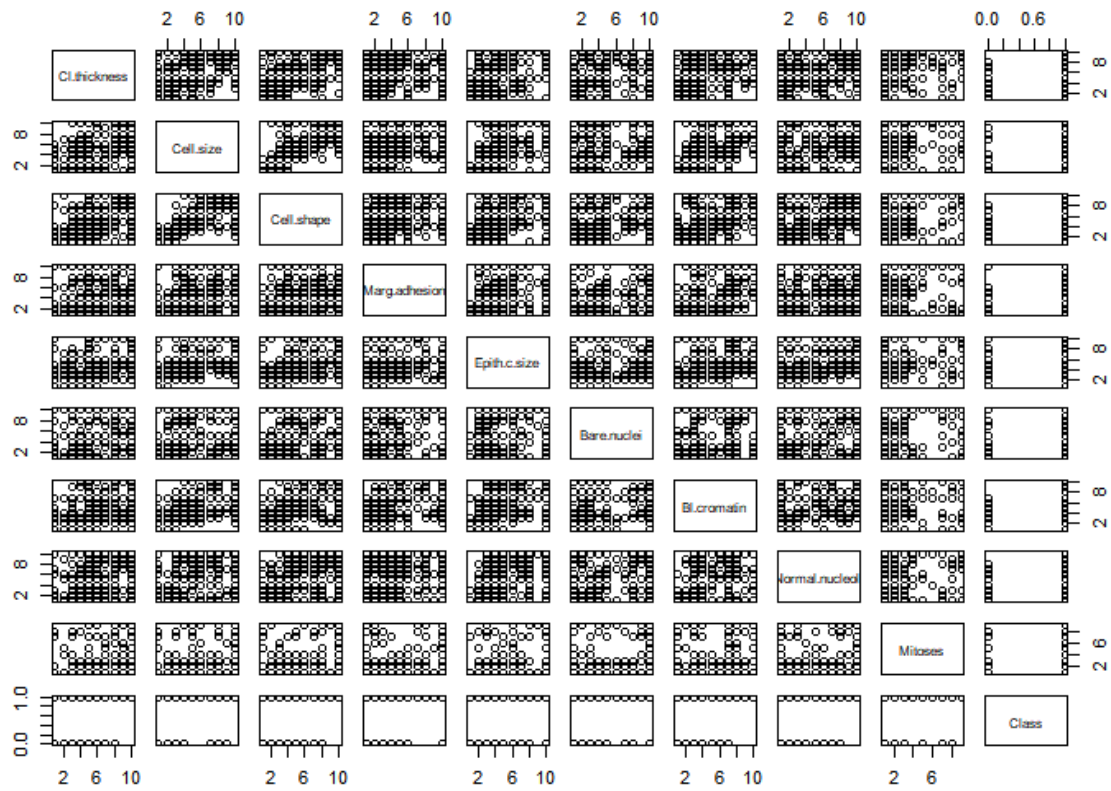 2 6 10 2 6 10 2 6 10 2 6 10 0.0 0.6
Cl.thickness 2 8
2 8 Cell.size
Cell.shape 2 8
2 8 Marg.adhesion
Epith.c.size 2 8
2 8 Bare.nuclei
Bl.cromatin 2 8
2 8 Normal.nucleoli
Mitoses 2 6
0.0 1.0 Class
2 6 10 2 6 10 2 6 10 2 6 10 2 6